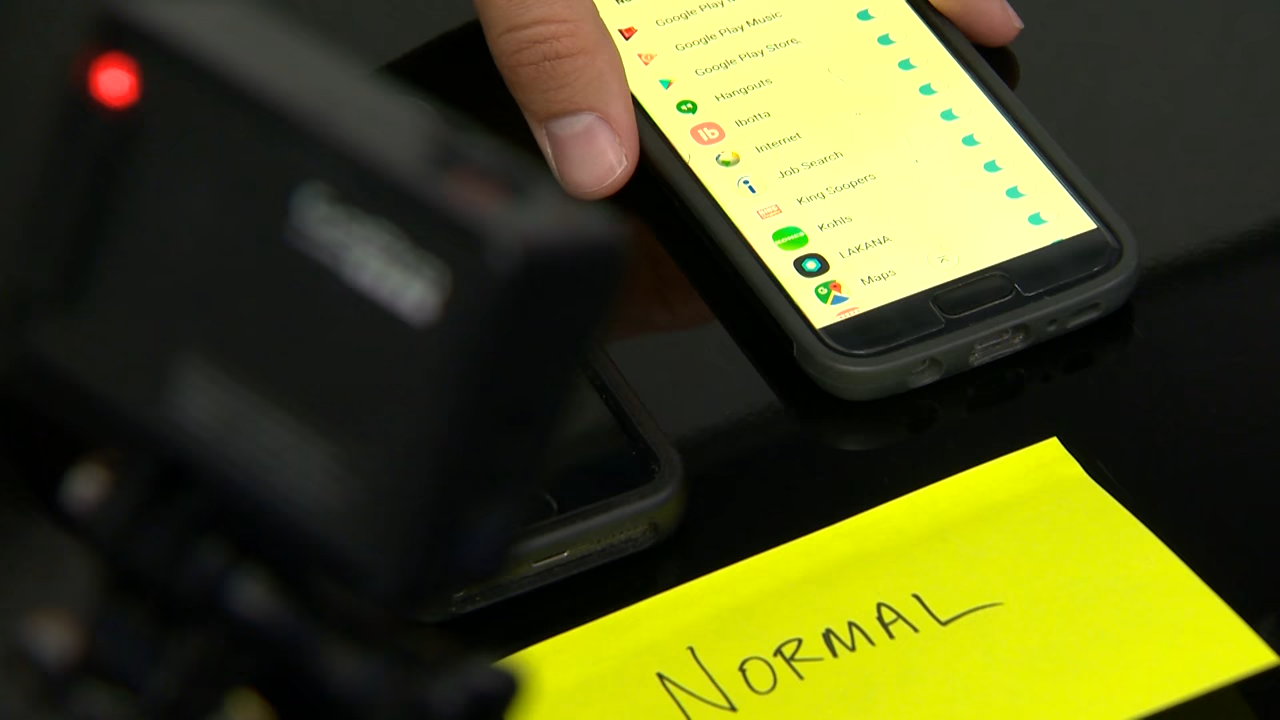 Google Play Music
Google Play Store
Hangouts
Ibotta
Internet
Job Search
King Soopers
Kohls
LAKANA
Maps
NORMAL